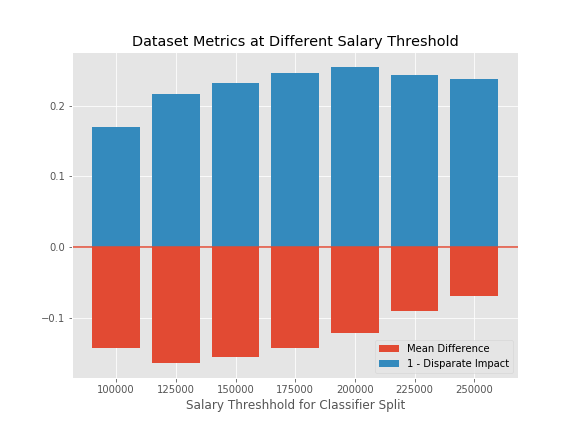 Dataset Metrics at Different Salary Threshold
0.2
0.1
0.0
−0.1
100000 125000 150000 175000 200000 225000 250000
Salary Threshhold for Classifier Split
Mean Difference
1 - Disparate Impact